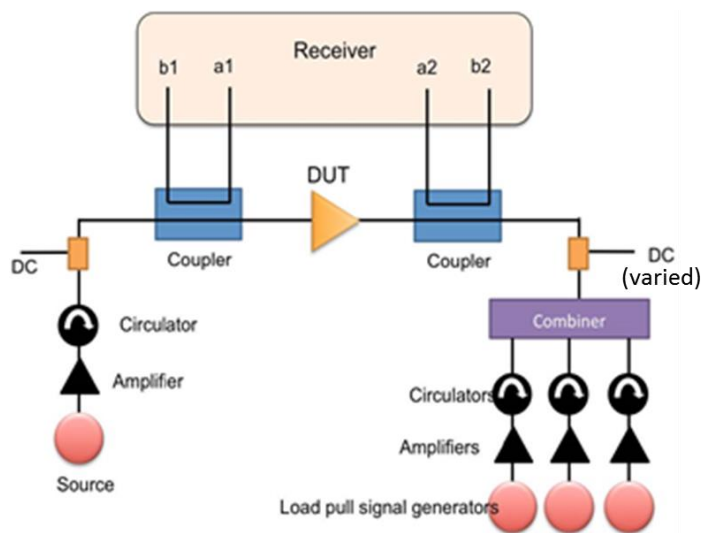 Receiver
b1 a1 a2 b2
DUT
Coupler Coupler
DC DC
(varied)
Circulator Combiner
Amplifier Circulators
Amplifiers
Source
Load pull signal generators